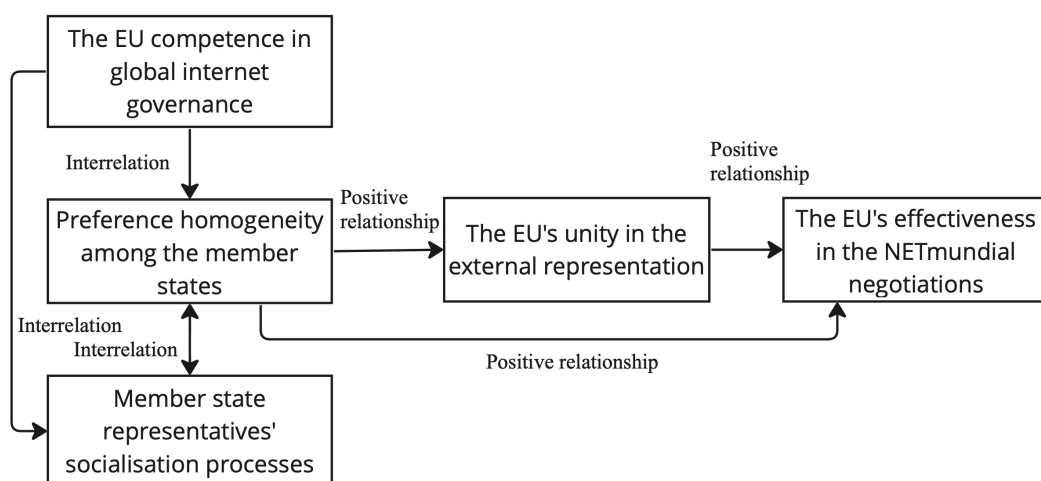 The EU competence in
global internet
governance
Interrelation
Positive
relationship
Positive
relationship
Preference homogeneity
among the member
states
The EU's unity in the
external representation
The EU's effectiveness
in the NETmundial
negotiations
Interrelation
Interrelation
Positive relationship
Member state
representatives'
socialisation processes